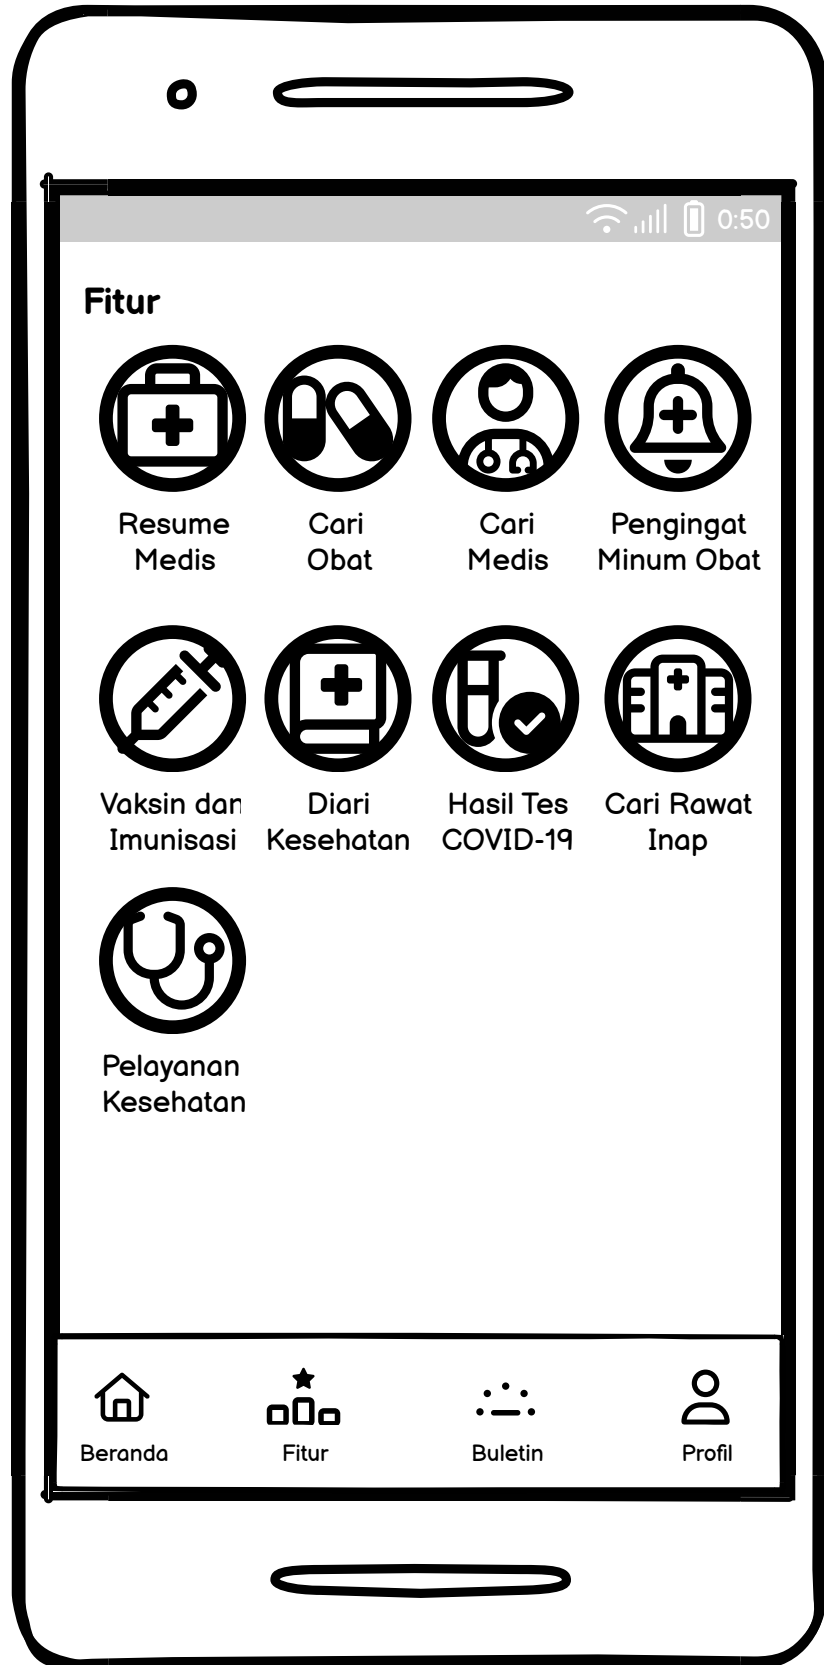 0:50
Fitur
Resume
Medis
Cari
Obat
Cari
Medis
Pengingat
Minum Obat
Vaksin dan
Imunisasi
Diari
Kesehatan
Hasil Tes
COVID-19
Cari Rawat
Inap
Pelayanan
Kesehatan
Beranda
Fitur
Buletin
Profil